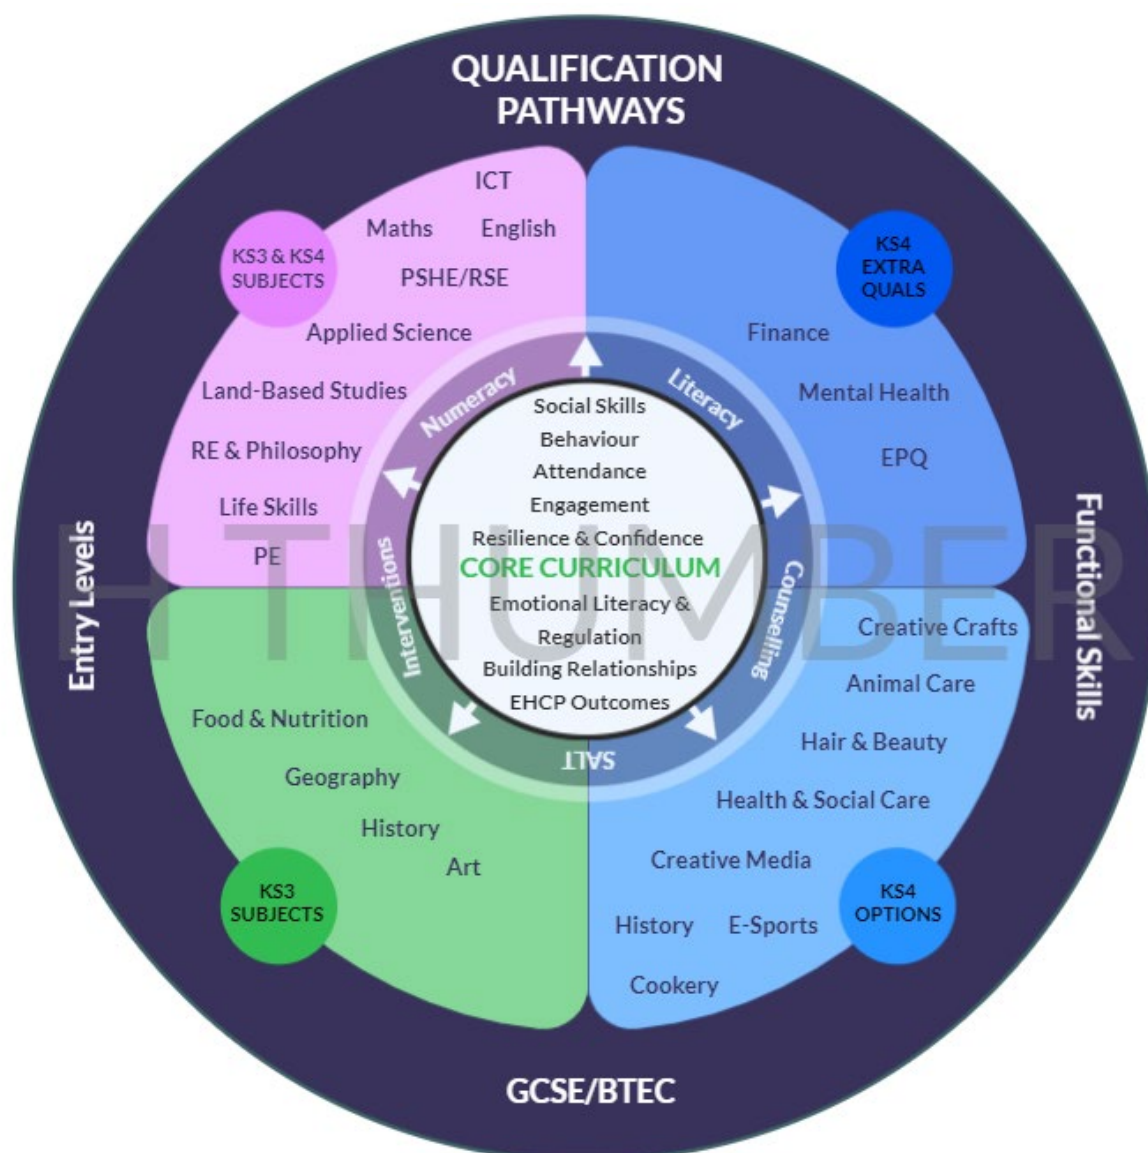 QUALIFICATION
PATHWAYS
ICT
Maths English
PSHE/RSE
Applied Science
Land-Based Studies
RE & Philosophy
Life Skills
PE
KS3 & KS4
SUBJECTS
KS4
EXTRA
QUALS
Finance
Mental Health
EPQ
Numeracy
Literacy
Interventions
Counselling
SALT
Social Skills
Behaviour
Attendance
Engagement
Resilience & Confidence
CORE CURRICULUM
Emotional Literacy &
Regulation
Building Relationships
EHCP Outcomes
Entry Levels
Functional Skills
H THUMBER
Food & Nutrition
Geography
History
Art
KS3
SUBJECTS
Creative Crafts
Animal Care
Hair & Beauty
Health & Social Care
Creative Media
History E-Sports
Cookery
KS4
OPTIONS
GCSE/BTEC